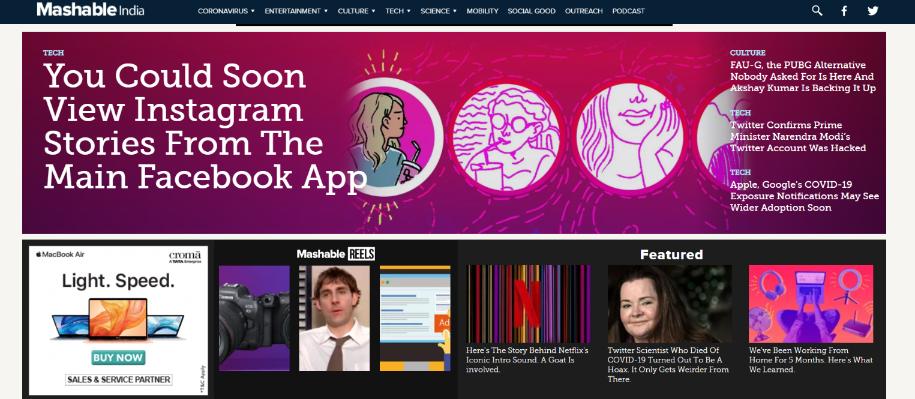 Mashable India
CORONAVIRUS
ENTERTAINMENT
CULTURE
TECH
SCIENCE
MOBILITY
SOCIAL GOOD
OUTREACH
PODCAST
TECH
You Could Soon
View Instagram
Stories From The
Main Facebook App
CULTURE
FAU-G, the PUBG Alternative
Nobody Asked For Is Here And
Akshay Kumar Is Backing It Up
TECH
Twitter Confirms Prime
Minister Narendra Modi's
Twitter Account Was Hacked
TECH
Apple, Google's COVID-19
Exposure Notifications May See
Wider Adoption Soon
MacBook Air
cromā
A TATA Enterprise
Light. Speed.
BUY NOW
SALES & SERVICE PARTNER
*T&C Apply
Mashable REELS
Ad
Featured
N
Here's The Story Behind Netflix's
Iconic Intro Sound. A Goat Is
involved.
Twitter Scientist Who Died Of
COVID-19 Turned Out To Be A
Hoax. It Only Gets Weirder From
There.
We've Been Working From
Home For 5 Months. Here's What
We Learned.